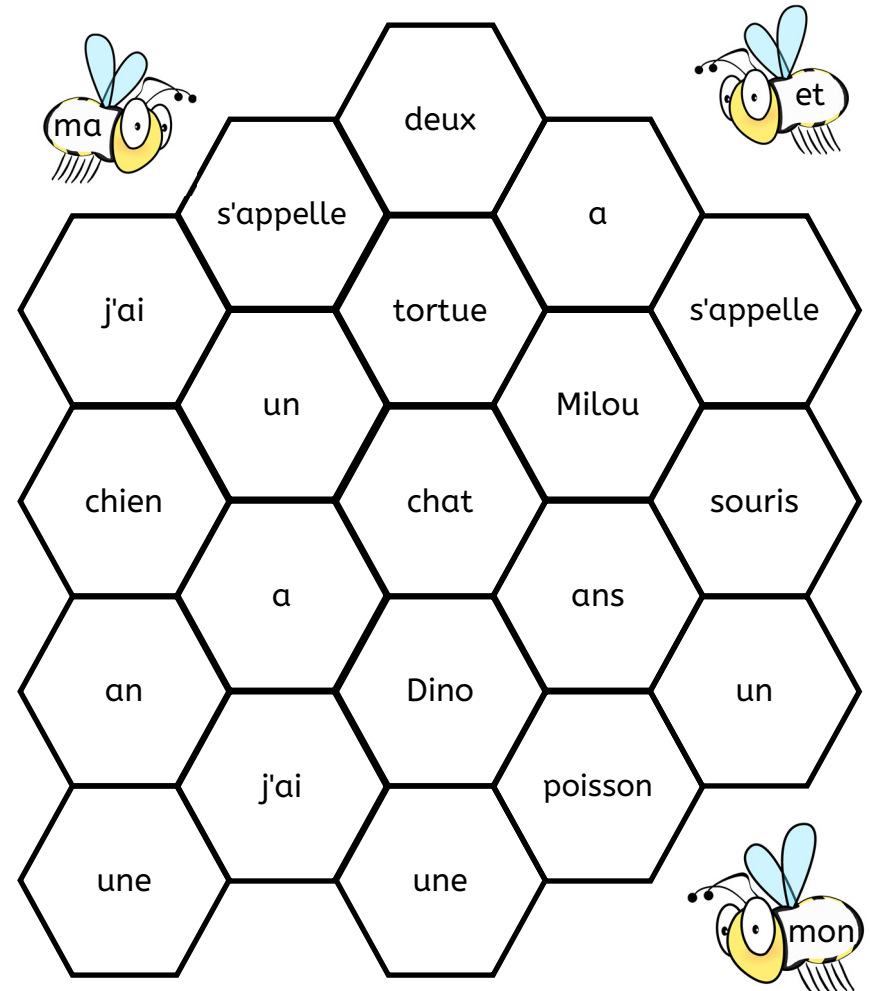 ma
et
deux
s'appelle
a
j'ai
tortue
s'appelle
un
Milou
chien
chat
souris
a
ans
an
Dino
un
j'ai
poisson
une
une
mon